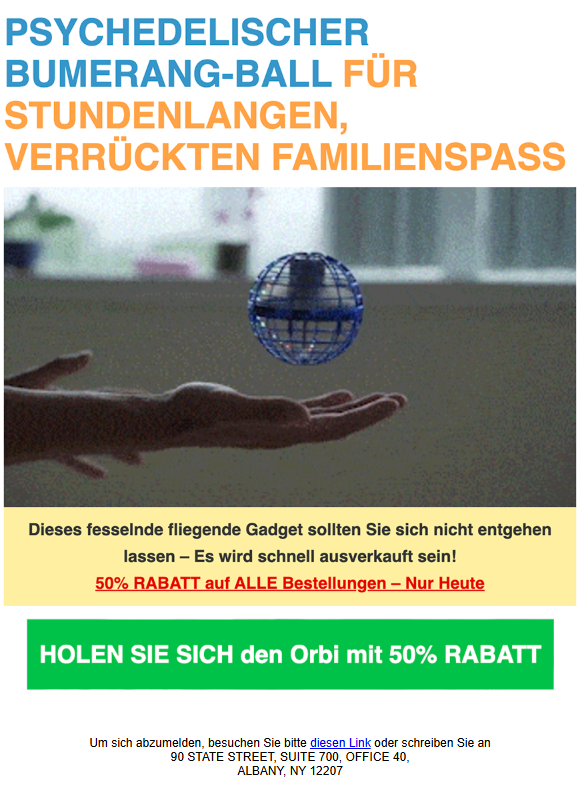 PSYCHEDELISCHER
BUMERANG-BALL FÜR
STUNDENLANGEN,
VERRÜCKTEN FAMILIENSPASS
Dieses fesselnde fliegende Gadget sollten Sie sich nicht entgehen
lassen – Es wird schnell ausverkauft sein!
50% RABATT auf ALLE Bestellungen – Nur Heute
HOLEN SIE SICH den Orbi mit 50% RABATT
Um sich abzumelden, besuchen Sie bitte diesen Link oder schreiben Sie an
90 STATE STREET, SUITE 700, OFFICE 40,
ALBANY, NY 12207